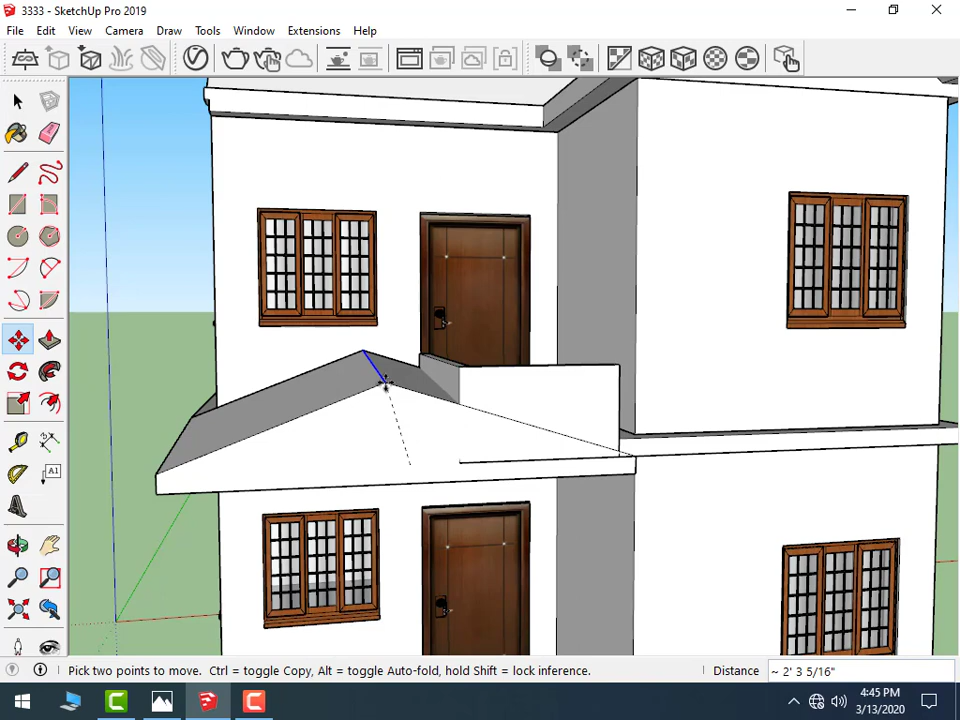 3333 - SketchUp Pro 2019
File Edit View Camera Draw Tools Window Extensions Help
A1
Pick two points to move. Ctrl = toggle Copy, Alt = toggle Auto-fold, hold Shift = lock inference.
Distance ~ 2' 3 5/16"
4:45 PM
3/13/2020